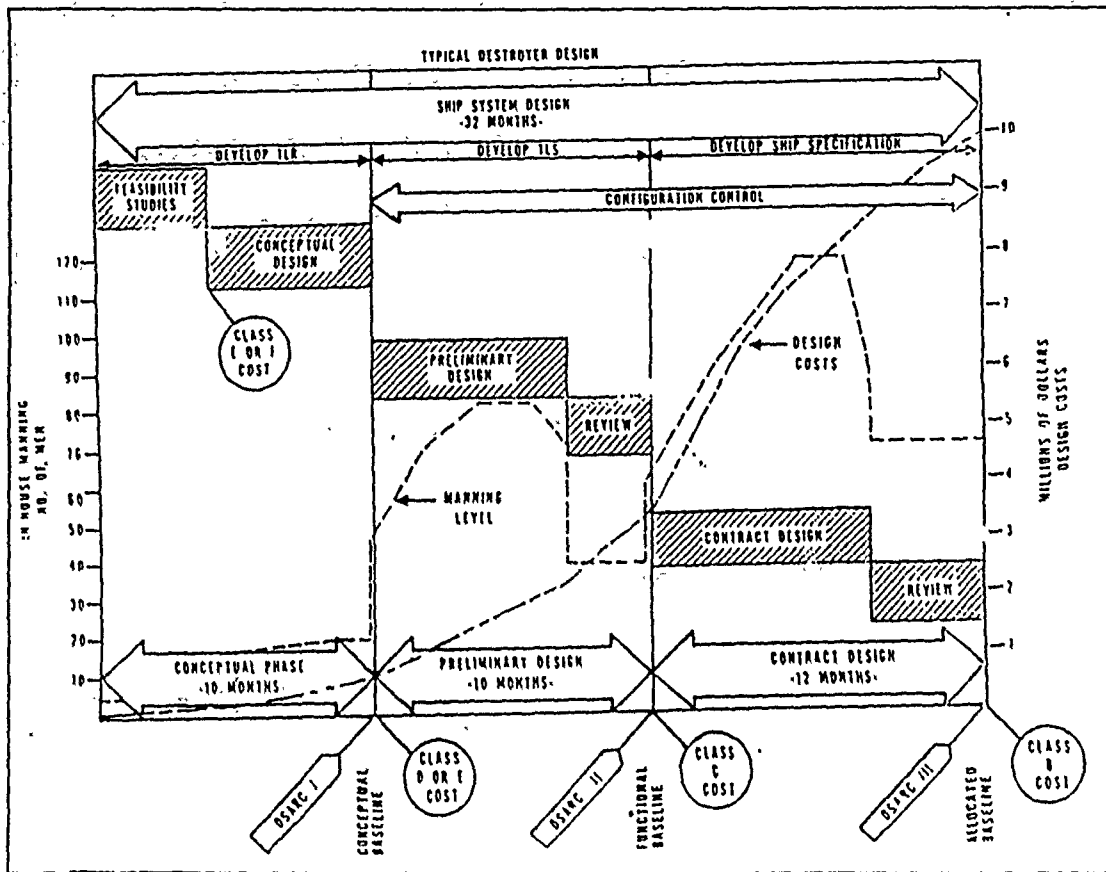 TYPICAL DESTROYER DESIGN
SHIP SYSTEM DESIGN
-32 MONTHS-
DEVELOP TLR
DEVELOP TLS
DEVELOP SHIP SPECIFICATION
CONFIGURATION CONTROL
FEASIBILITY
STUDIES
CONCEPTUAL
DESIGN
CLASS
E OR F
COST
PRELIMINARY
DESIGN
REVIEW
MANNING
LEVEL
DESIGN
COSTS
CONTRACT DESIGN
REVIEW
IN HOUSE MANNING
NO. OF MEN
120
110
100
90
80
70
60
50
40
30
20
10
10
9
8
7
6
5
4
3
2
1
MILLIONS OF DOLLARS
DESIGN COSTS
CONCEPTUAL PHASE
-10 MONTHS-
PRELIMINARY DESIGN
-10 MONTHS-
CONTRACT DESIGN
-12 MONTHS-
DSARC I
CONCEPTUAL
BASELINE
CLASS
D OR E
COST
DSARC II
FUNCTIONAL
BASELINE
CLASS
C
COST
DSARC III
ALLOCATED
BASELINE
CLASS
B
COST